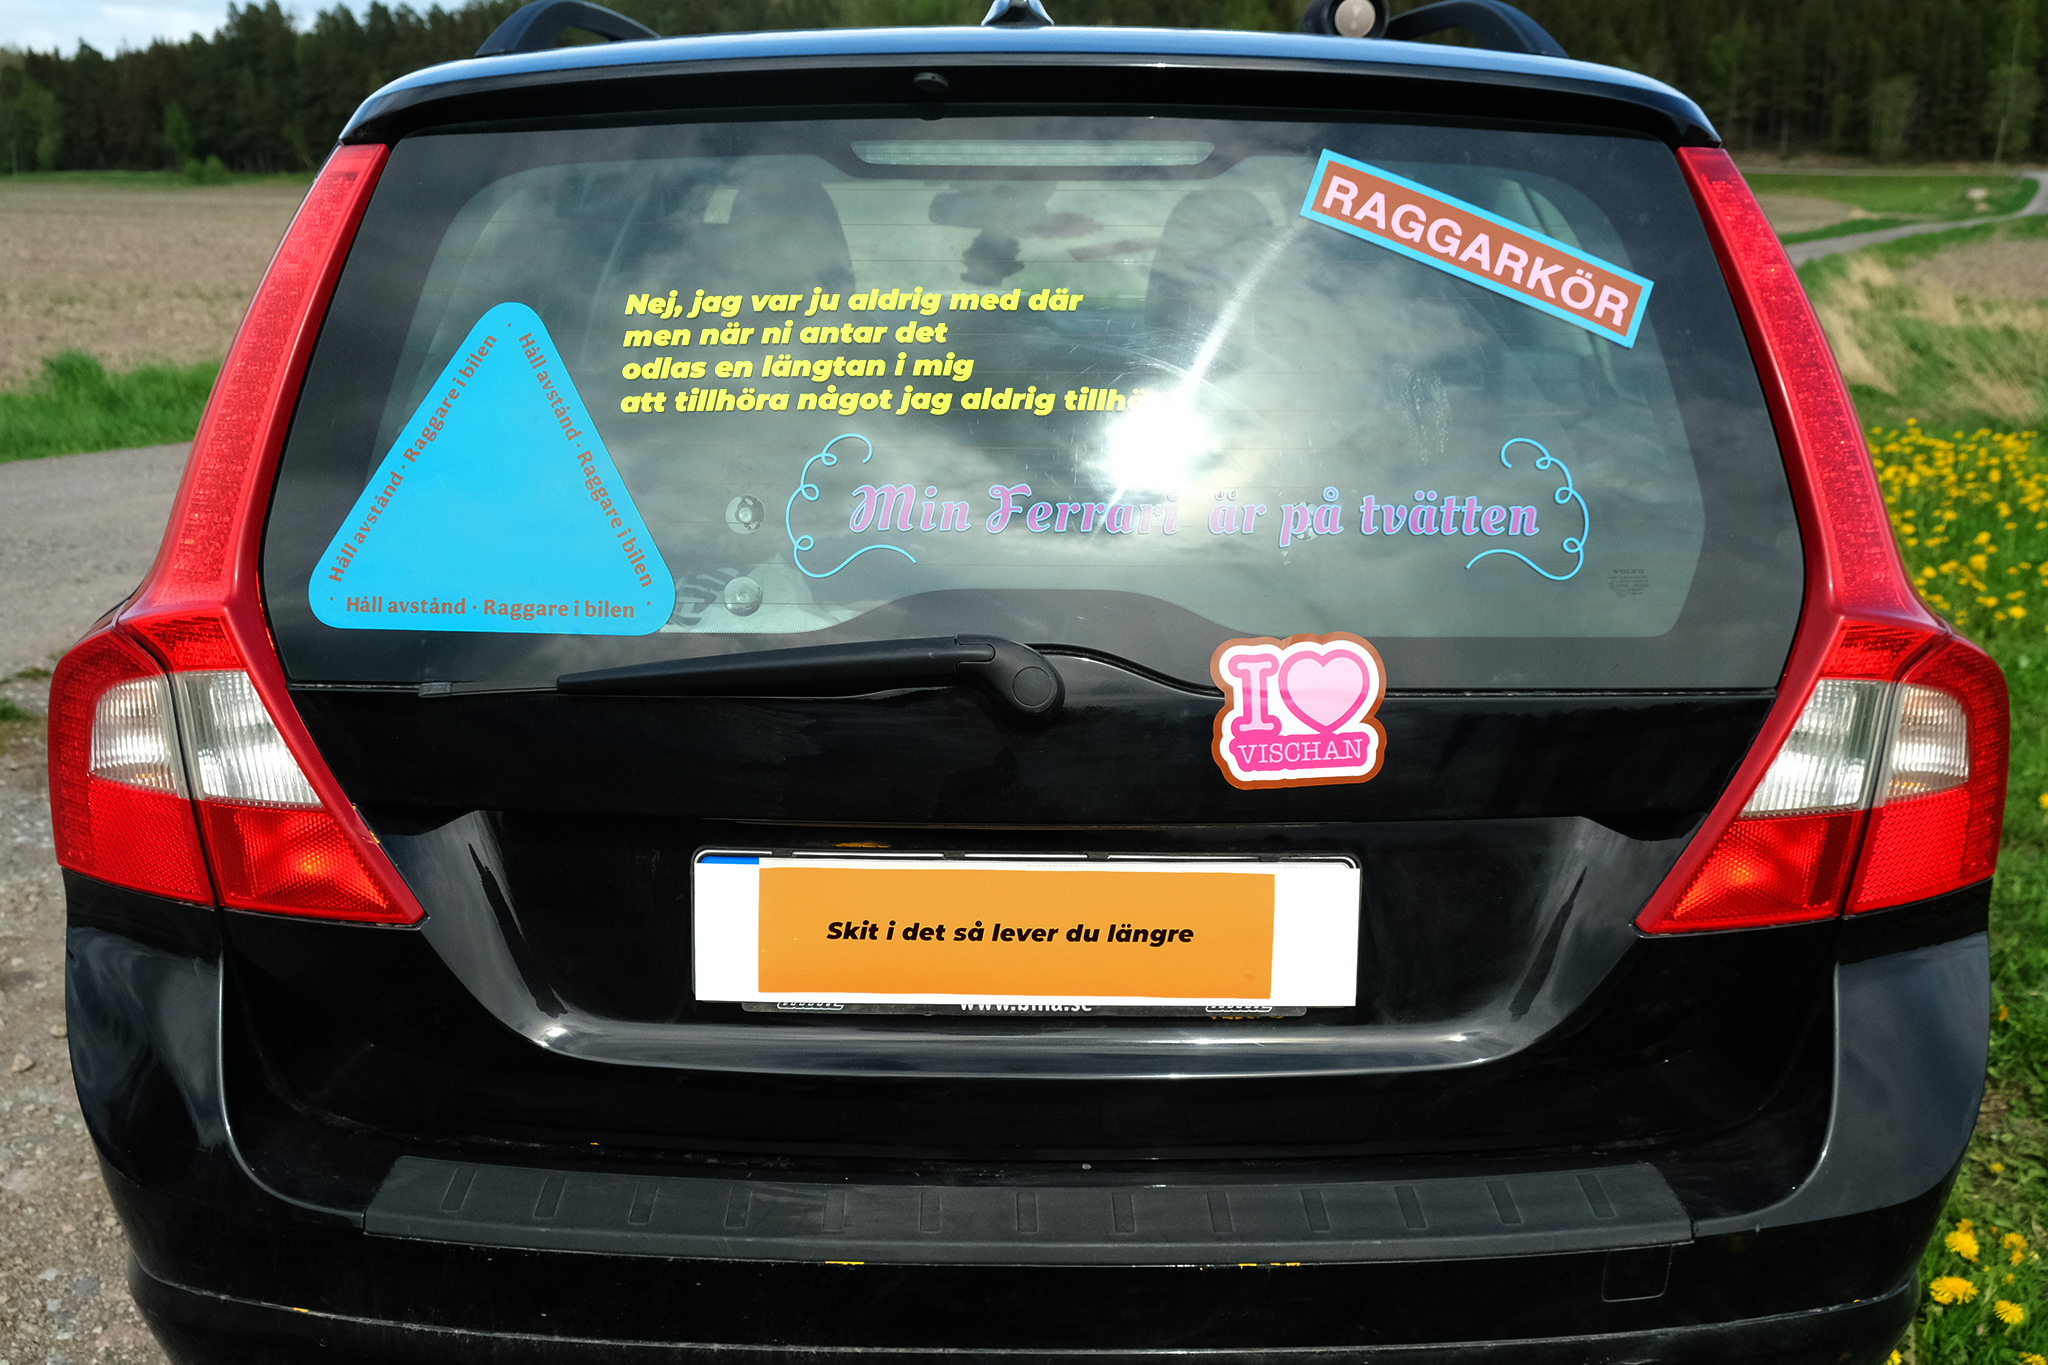 RAGGARKÖR
Nej, jag var ju aldrig med där
men när ni antar det
odlas en längtan i mig
att tillhöra något jag aldrig
Håll avstånd · Raggare i bilen
Håll avstånd · Raggare i bilen
Håll avstånd · Raggare i bilen
Min Ferrari är på tvätten
VOLVO
I
VISCHAN
Skit i det så lever du längre